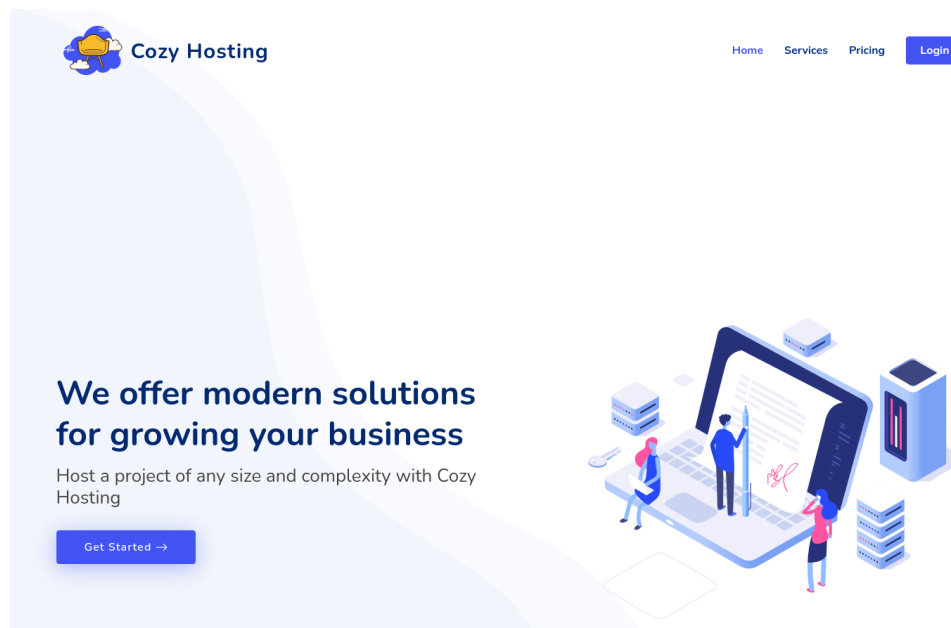 Cozy Hosting
Home Services Pricing Login
We offer modern solutions
for growing your business
Host a project of any size and complexity with Cozy
Hosting
Get Started →